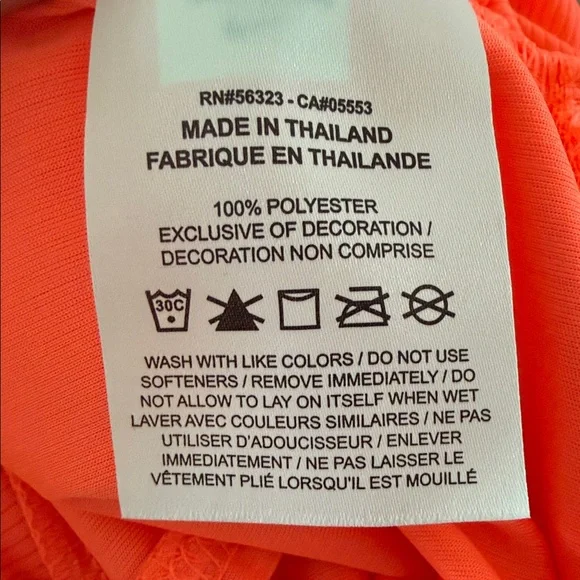 RN#56323 - CA#05553
MADE IN THAILAND
FABRIQUE EN THAILANDE
100% POLYESTER
EXCLUSIVE OF DECORATION /
DECORATION NON COMPRISE
30C
WASH WITH LIKE COLORS / DO NOT USE
SOFTENERS / REMOVE IMMEDIATELY / DO
NOT ALLOW TO LAY ON ITSELF WHEN WET
LAVER AVEC COULEURS SIMILAIRES / NE PAS
UTILISER D'ADOUCISSEUR / ENLEVER
IMMEDIATEMENT / NE PAS LAISSER LE
VÊTEMENT PLIÉ LORSQU'IL EST MOUILLÉ